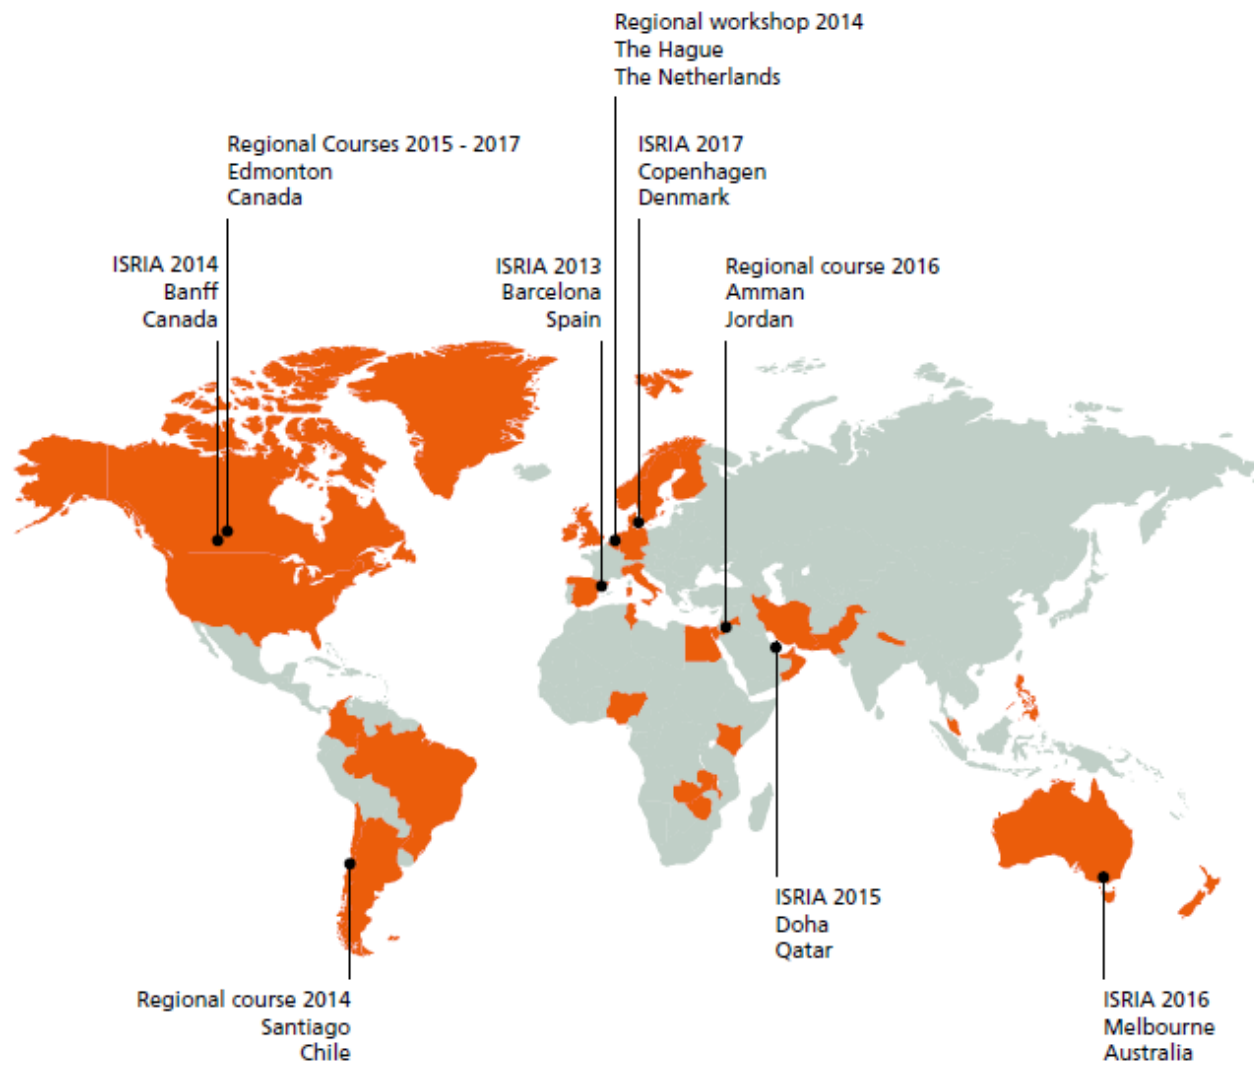 Regional workshop 2014
The Hague
The Netherlands
Regional Courses 2015 - 2017
Edmonton
Canada
ISRIA 2017
Copenhagen
Denmark
ISRIA 2014
Banff
Canada
ISRIA 2013
Barcelona
Spain
Regional course 2016
Amman
Jordan
ISRIA 2015
Doha
Qatar
Regional course 2014
Santiago
Chile
ISRIA 2016
Melbourne
Australia